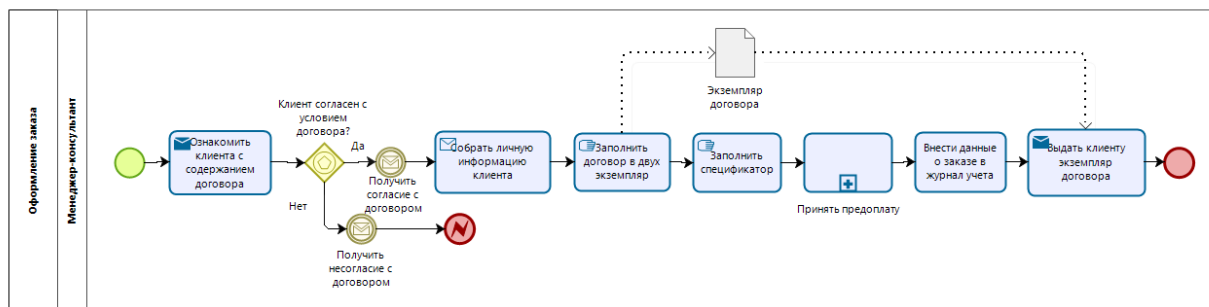 Оформление заказа
Менеджер-консультант
Ознакомить
клиента с
содержанием
договора
Клиент согласен с
условием
договора?
Да
Нет
Получить
согласие с
договором
Получить
несогласие с
договором
Собрать личную
информацию
клиента
Заполнить
договор в двух
экземпляр
Экземпляр
договора
Заполнить
спецификатор
Принять предоплату
Внести данные
о заказе в
журнал учета
Выдать клиенту
экземпляр
договора